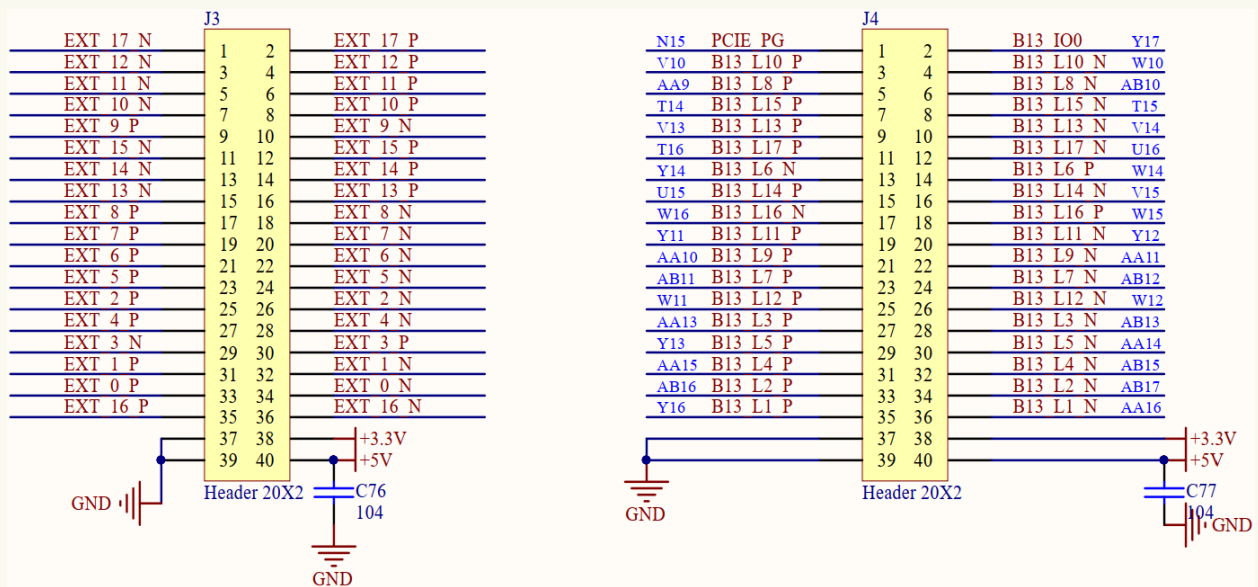 J3
EXT_17_N 1 2 EXT_17_P
EXT_12_N 3 4 EXT_12_P
EXT_11_N 5 6 EXT_11_P
EXT_10_N 7 8 EXT_10_P
EXT_9_P 9 10 EXT_9_N
EXT_15_N 11 12 EXT_15_P
EXT_14_N 13 14 EXT_14_P
EXT_13_N 15 16 EXT_13_P
EXT_8_P 17 18 EXT_8_N
EXT_7_P 19 20 EXT_7_N
EXT_6_P 21 22 EXT_6_N
EXT_5_P 23 24 EXT_5_N
EXT_2_P 25 26 EXT_2_N
EXT_4_P 27 28 EXT_4_N
EXT_3_N 29 30 EXT_3_P
EXT_1_P 31 32 EXT_1_N
EXT_0_P 33 34 EXT_0_N
EXT_16_P 35 36 EXT_16_N
37 38 +3.3V
39 40 +5V
Header 20X2
C76
104
GND
GND
J4
N15 PCIE_PG 1 2 B13_IO0 Y17
V10 B13_L10_P 3 4 B13_L10_N W10
AA9 B13_L8_P 5 6 B13_L8_N AB10
T14 B13_L15_P 7 8 B13_L15_N T15
V13 B13_L13_P 9 10 B13_L13_N V14
T16 B13_L17_P 11 12 B13_L17_N U16
Y14 B13_L6_N 13 14 B13_L6_P W14
U15 B13_L14_P 15 16 B13_L14_N V15
W16 B13_L16_N 17 18 B13_L16_P W15
Y11 B13_L11_P 19 20 B13_L11_N Y12
AA10 B13_L9_P 21 22 B13_L9_N AA11
AB11 B13_L7_P 23 24 B13_L7_N AB12
W11 B13_L12_P 25 26 B13_L12_N W12
AA13 B13_L3_P 27 28 B13_L3_N AB13
Y13 B13_L5_P 29 30 B13_L5_N AA14
AA15 B13_L4_P 31 32 B13_L4_N AB15
AB16 B13_L2_P 33 34 B13_L2_N AB17
Y16 B13_L1_P 35 36 B13_L1_N AA16
37 38 +3.3V
39 40 +5V
Header 20X2
C77
104
GND
GND